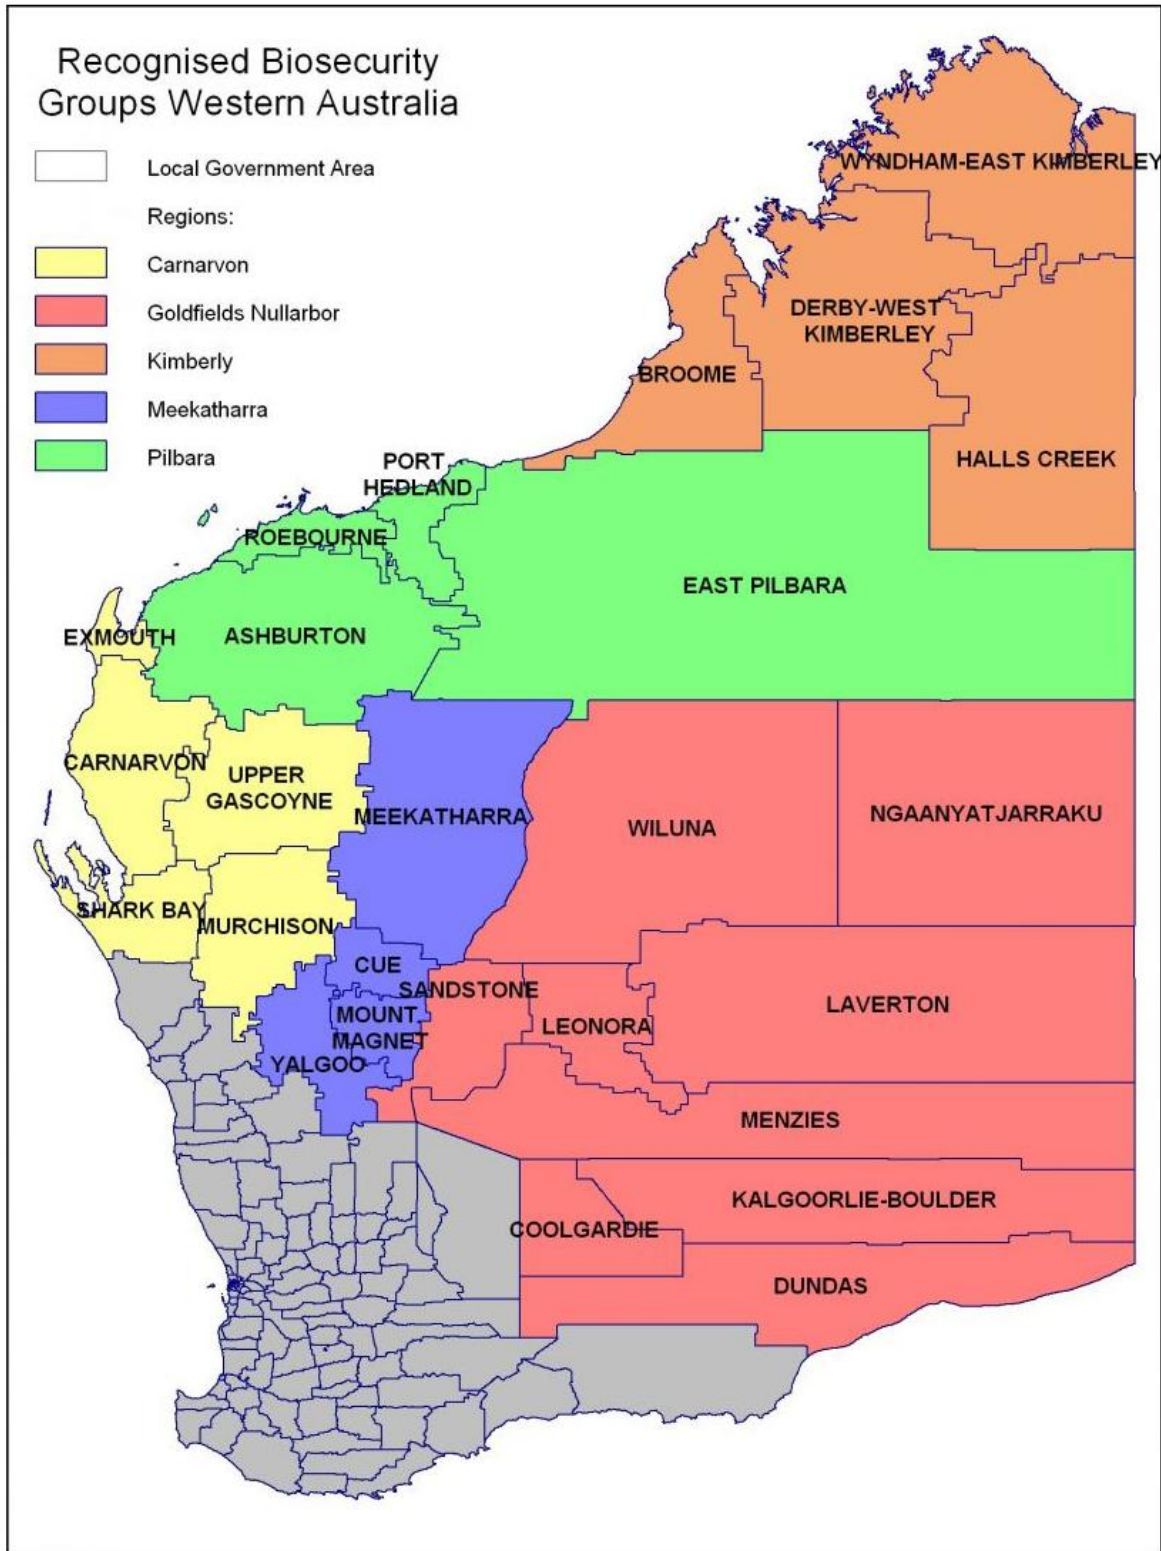 Recognised Biosecurity
Groups Western Australia
Local Government Area
Regions:
Carnarvon
Goldfields Nullarbor
Kimberly
Meekatharra
Pilbara
WYNDHAM-EAST KIMBERLEY
DERBY-WEST
KIMBERLEY
BROOME
HALLS CREEK
PORT
HEDLAND
ROEBOURNE
EAST PILBARA
EXMOUTH
ASHBURTON
CARNARVON
UPPER
GASCOYNE
MEEKATHARRA
WILUNA
NGAANYATJARRAKU
SHARK BAY
MURCHISON
CUE
SANDSTONE
MOUNT
MAGNET
LEONORA
LAVERTON
YALGOO
MENZIES
KALGOORLIE-BOULDER
COOLGARDIE
DUNDAS